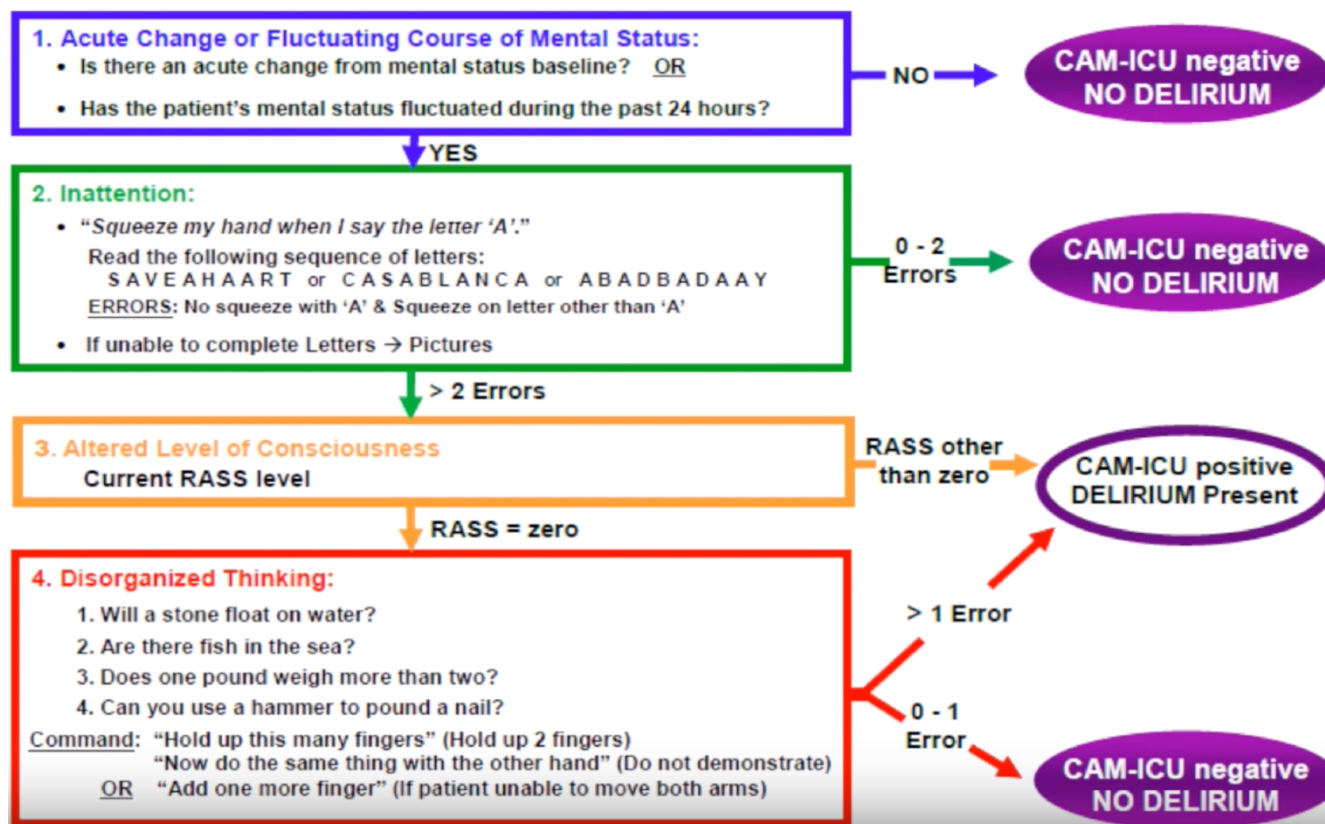 1. Acute Change or Fluctuating Course of Mental Status:
• Is there an acute change from mental status baseline? OR
• Has the patient's mental status fluctuated during the past 24 hours?
NO
CAM-ICU negative
NO DELIRIUM
YES
2. Inattention:
• “Squeeze my hand when I say the letter ‘A’.”
Read the following sequence of letters:
S A V E A H A A R T or C A S A B L A N C A or A B A D B A D A A Y
ERRORS: No squeeze with ‘A’ & Squeeze on letter other than ‘A’
• If unable to complete Letters → Pictures
0 - 2
Errors
CAM-ICU negative
NO DELIRIUM
> 2 Errors
3. Altered Level of Consciousness
Current RASS level
RASS other
than zero
CAM-ICU positive
DELIRIUM Present
RASS = zero
4. Disorganized Thinking:
1. Will a stone float on water?
2. Are there fish in the sea?
3. Does one pound weigh more than two?
4. Can you use a hammer to pound a nail?
Command: “Hold up this many fingers” (Hold up 2 fingers)
“Now do the same thing with the other hand” (Do not demonstrate)
OR “Add one more finger” (If patient unable to move both arms)
> 1 Error
0 - 1
Error
CAM-ICU negative
NO DELIRIUM